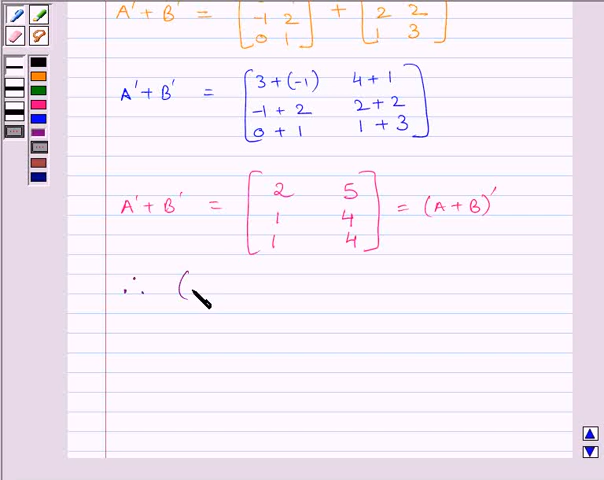 A' + B' = [ -1 2 ] + [ 2 2 ]
0 1 1 3
A' + B' = [ 3 + (-1) 4 + 1
-1 + 2 2 + 2
0 + 1 1 + 3 ]
A' + B' = [ 2 5
1 4
1 4 ] = (A + B)'
∴ (